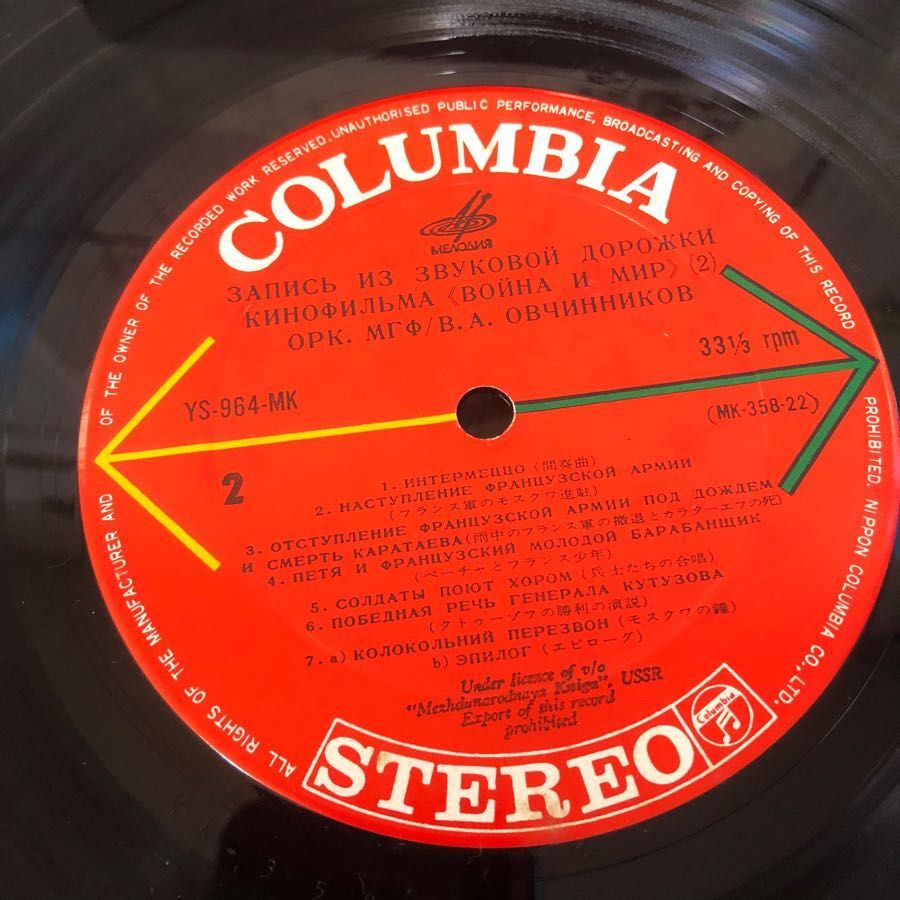 ALL RIGHTS OF THE MANUFACTURER AND OF THE OWNER OF THE RECORDED WORK RESERVED. UNAUTHORISED PUBLIC PERFORMANCE, BROADCASTING AND COPYING OF THIS RECORD PROHIBITED. NIPPON COLUMBIA CO., LTD.
COLUMBIA
МЕЛОДИЯ
ЗАПИСЬ ИЗ ЗВУКОВОЙ ДОРОЖКИ
КИНОФИЛЬМА《ВОЙНА И МИР》(2)
ОРК. МГФ/В.А. ОВЧИННИКОВ
33 1/3 rpm
YS-964-MK
(MK-358-22)
2
1. ИНТЕРМЕЦЦО (間奏曲)
2. НАСТУПЛЕНИЕ ФРАНЦУЗСКОЙ АРМИИ
(フランス軍のモスクワ進駐)
3. ОТСТУПЛЕНИЕ ФРАНЦУЗСКОЙ АРМИИ ПОД ДОЖДЕМ
И СМЕРТЬ КАРАТАЕВА(雨中のフランス軍の撤退とカラターエフの死)
4. ПЕТЯ И ФРАНЦУЗСКИЙ МОЛОДОЙ БАРАБАНЩИК
(ペーチャとフランス少年)
5. СОЛДАТЫ ПОЮТ ХОРОМ (兵士たちの合唱)
6. ПОБЕДНАЯ РЕЧЬ ГЕНЕРАЛА КУТУЗОВА
(クトゥーゾフの勝利の演説)
7. a) КОЛОКОЛЬНИЙ ПЕРЕЗВОН (モスクワの鐘)
b) ЭПИЛОГ (エピローグ)
Under licence of v/o
"Mezhdunarodnaya Kniga", USSR
Export of this record
prohibited
STEREO
Columbia